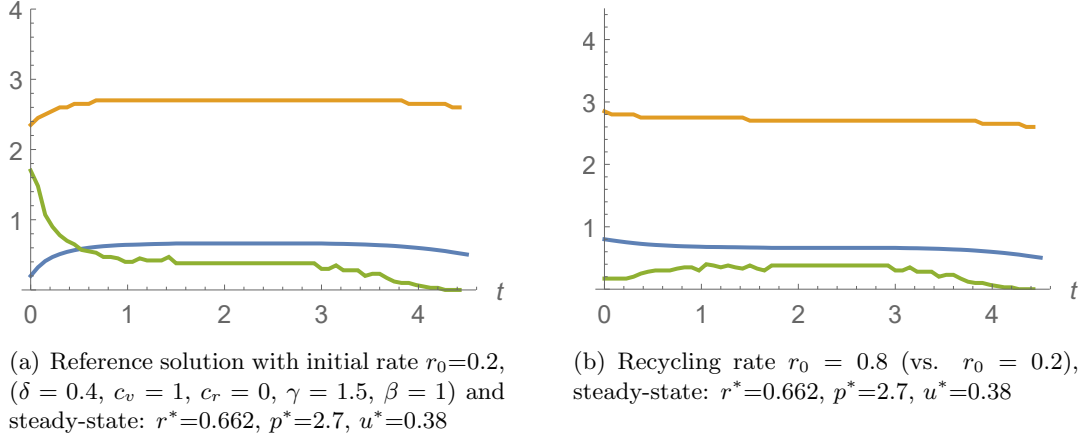 4
3
2
1
0
1
2
3
4
t
4
3
2
1
0
1
2
3
4
t
(a) Reference solution with initial rate r₀=0.2,
(δ = 0.4, cᵥ = 1, cᵣ = 0, γ = 1.5, β = 1) and
steady-state: r*=0.662, p*=2.7, u*=0.38
(b) Recycling rate r₀ = 0.8 (vs. r₀ = 0.2),
steady-state: r*=0.662, p*=2.7, u*=0.38